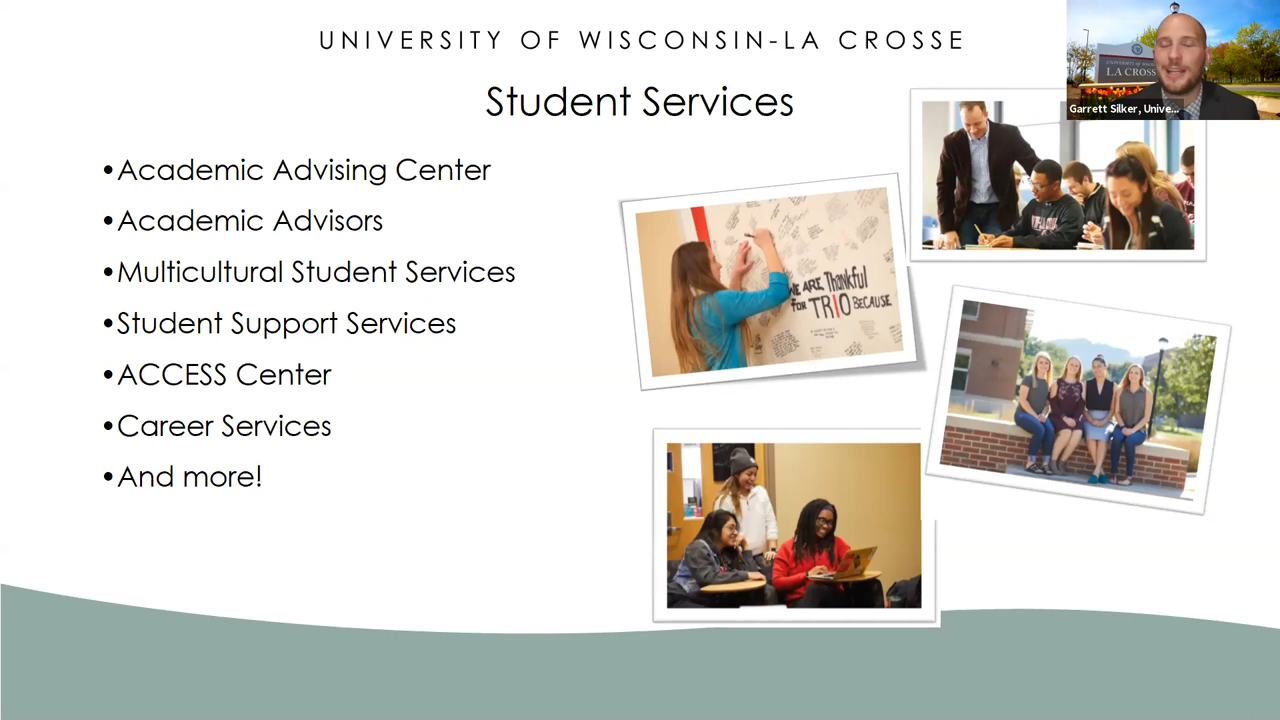 UNIVERSITY OF WISCONSIN-LA CROSSE
Student Services
•Academic Advising Center
•Academic Advisors
•Multicultural Student Services
•Student Support Services
•ACCESS Center
•Career Services
•And more!
LA CROSS
Garrett Silker, Unive...
WE ARE Thankful
for TRIO BECAUSE